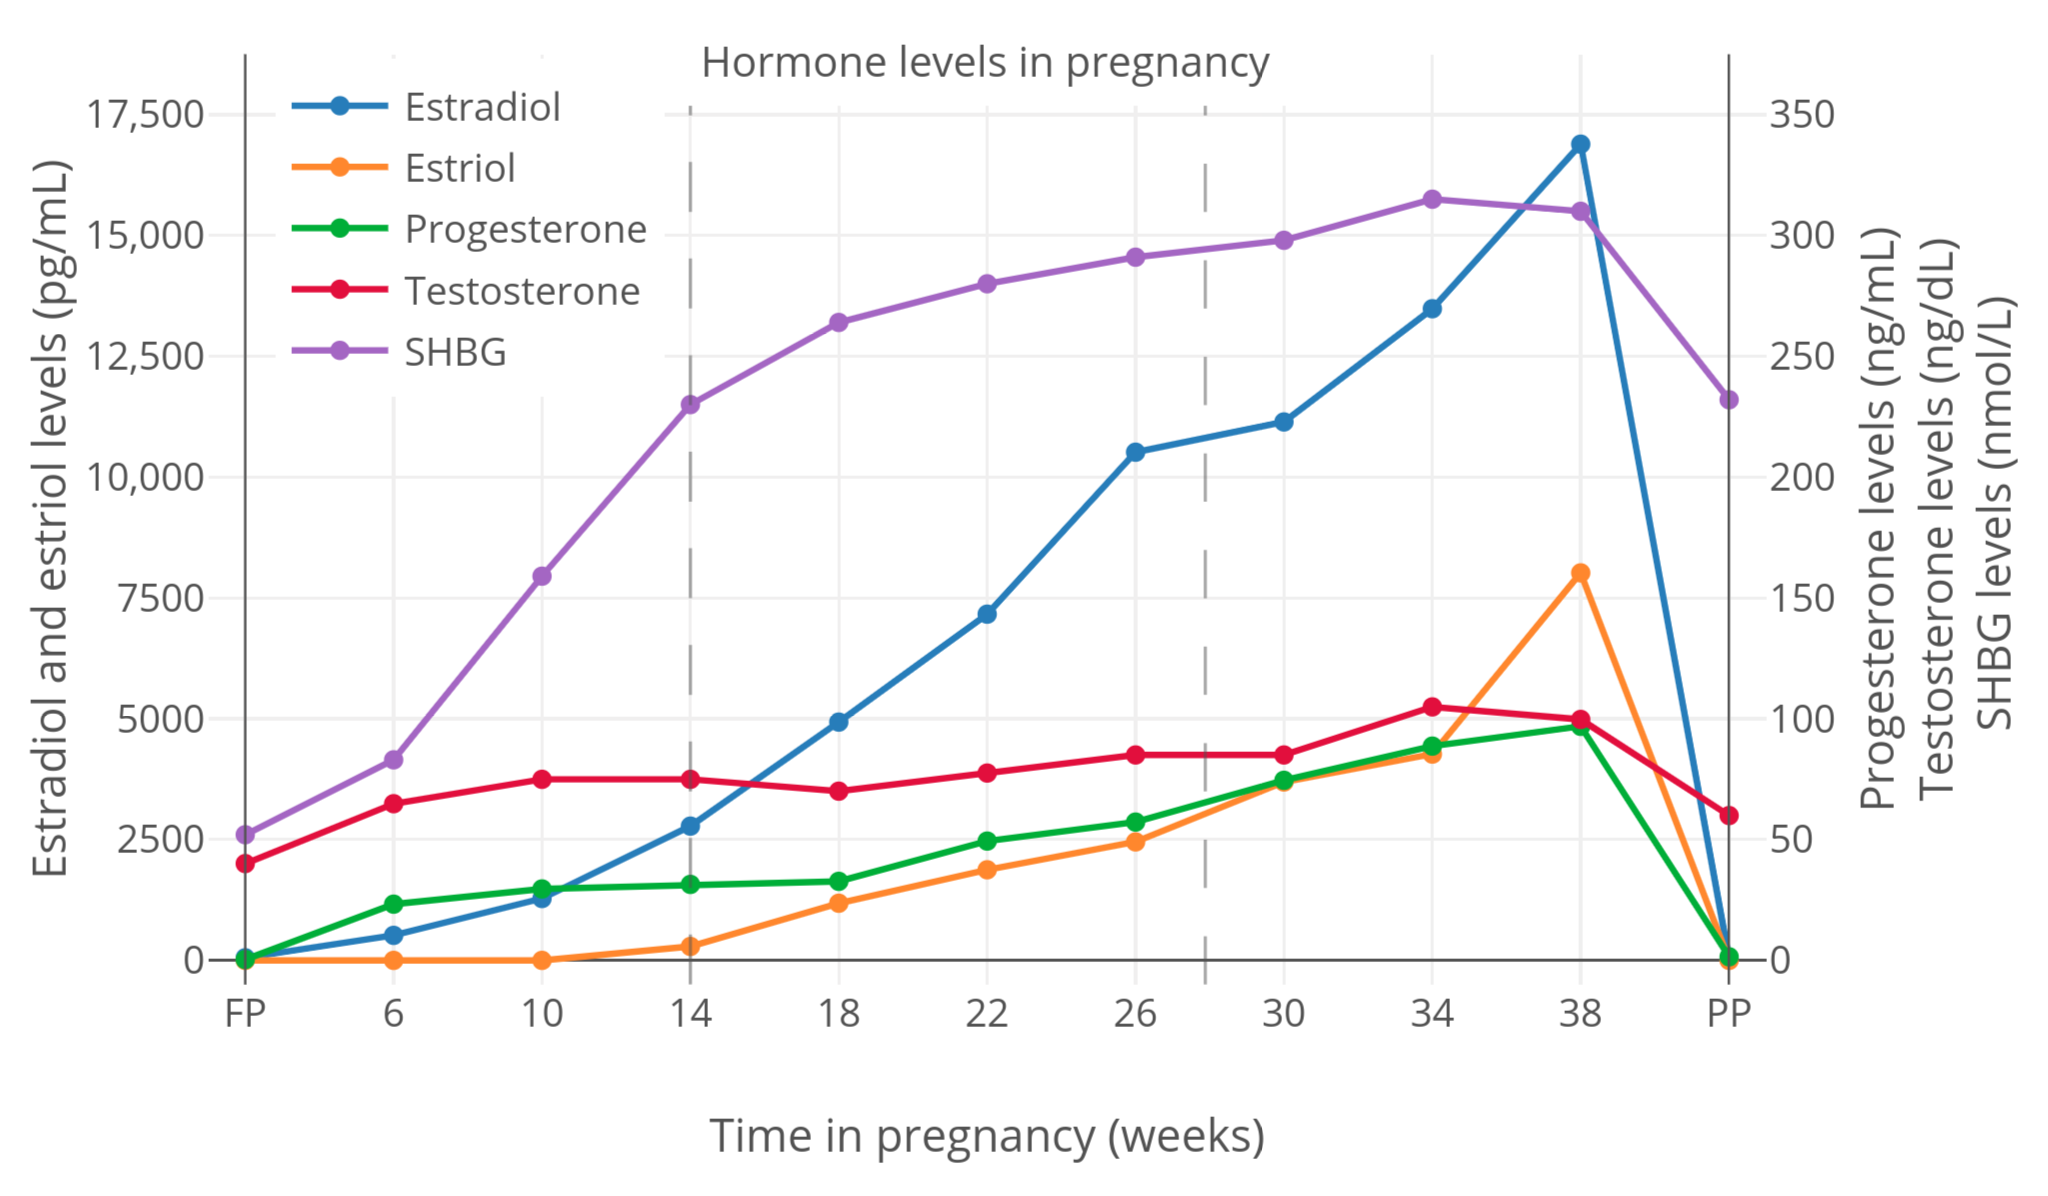 Hormone levels in pregnancy
Estradiol
Estriol
Progesterone
Testosterone
SHBG
Estradiol and estriol levels (pg/mL)
17,500
15,000
12,500
10,000
7500
5000
2500
0
350
300
250
200
150
100
50
0
Progesterone levels (ng/mL)
Testosterone levels (ng/dL)
SHBG levels (nmol/L)
FP 6 10 14 18 22 26 30 34 38 PP
Time in pregnancy (weeks)